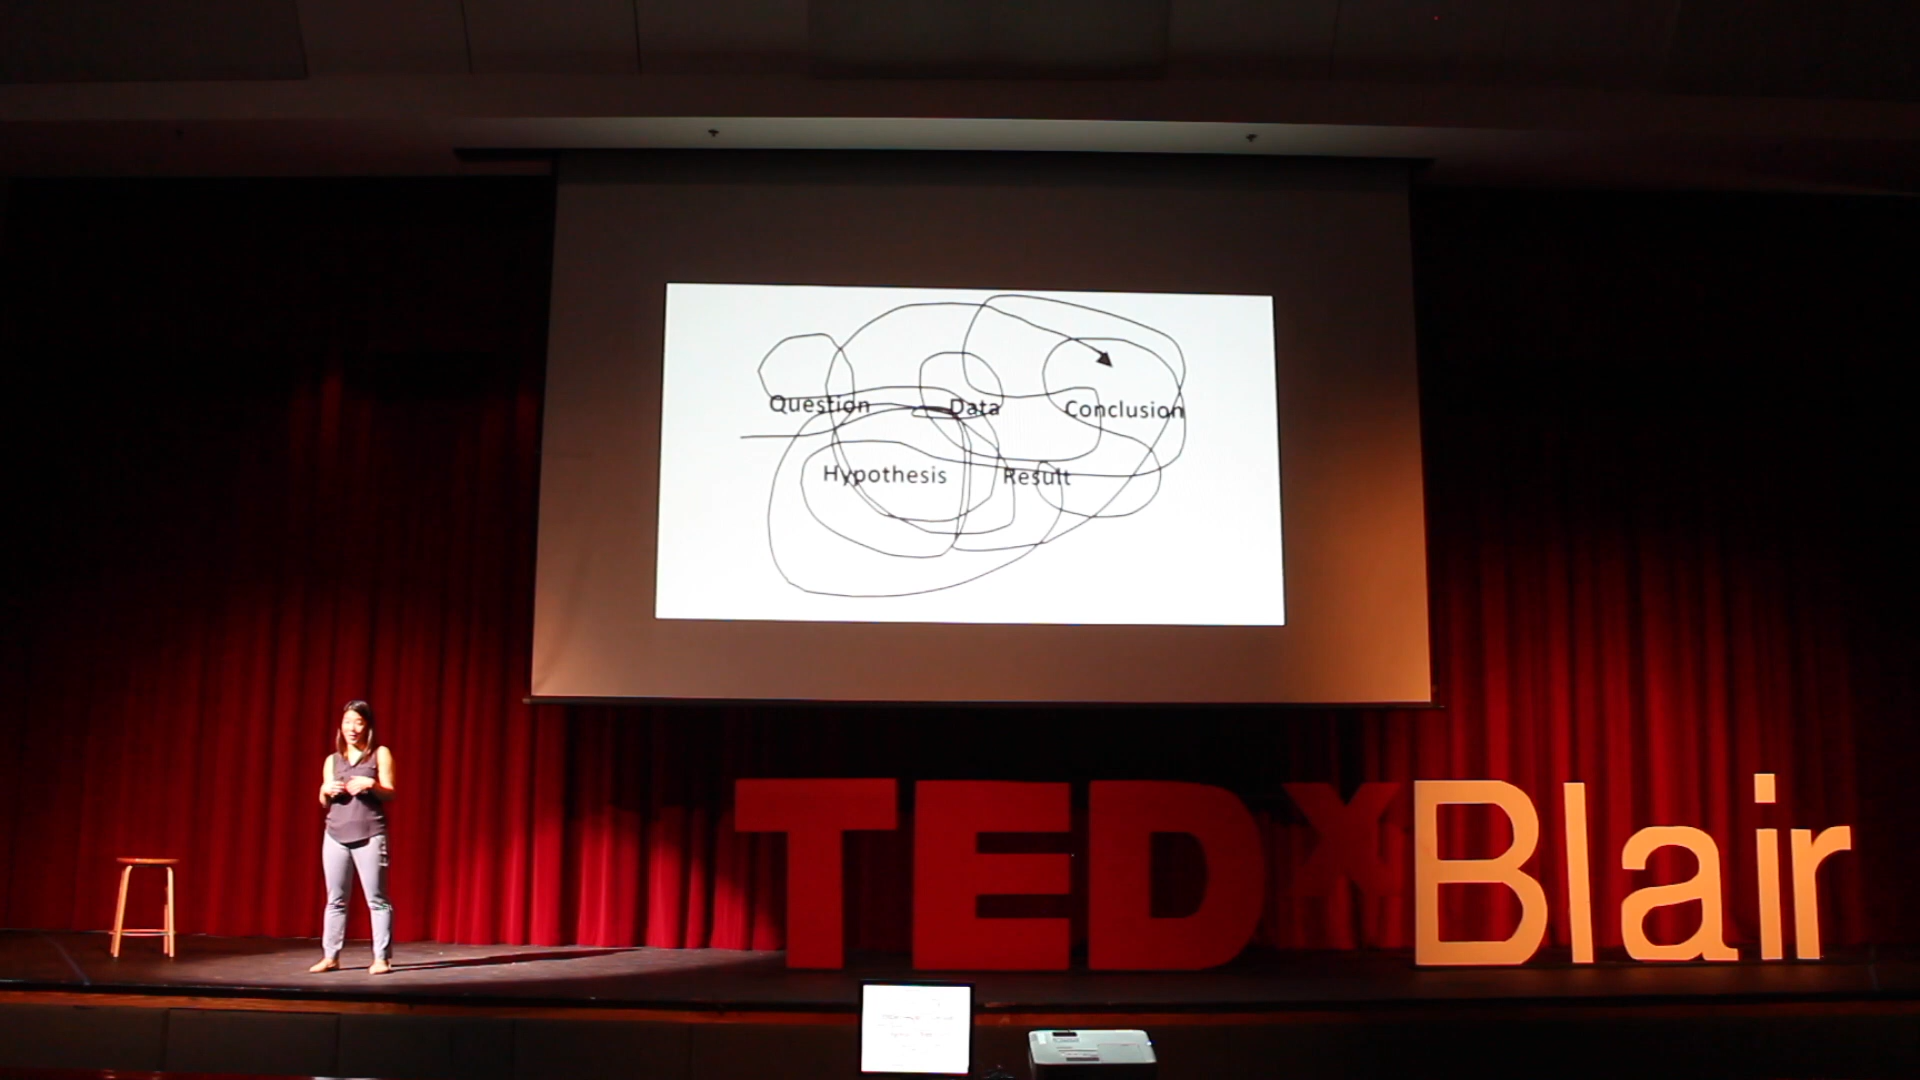 Question Data Conclusion
Hypothesis Result
TEDxBlair